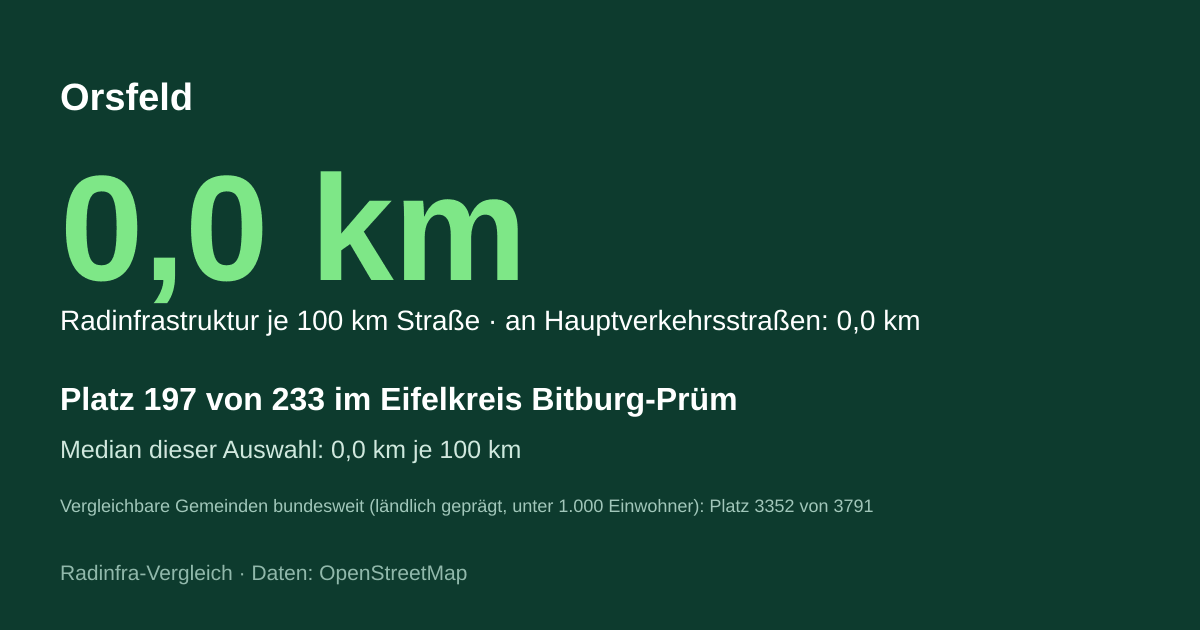 Orsfeld
0,0 km
Radinfrastruktur je 100 km Straße · an Hauptverkehrsstraßen: 0,0 km
Platz 197 von 233 im Eifelkreis Bitburg-Prüm
Median dieser Auswahl: 0,0 km je 100 km
Vergleichbare Gemeinden bundesweit (ländlich geprägt, unter 1.000 Einwohner): Platz 3352 von 3791
Radinfra-Vergleich · Daten: OpenStreetMap